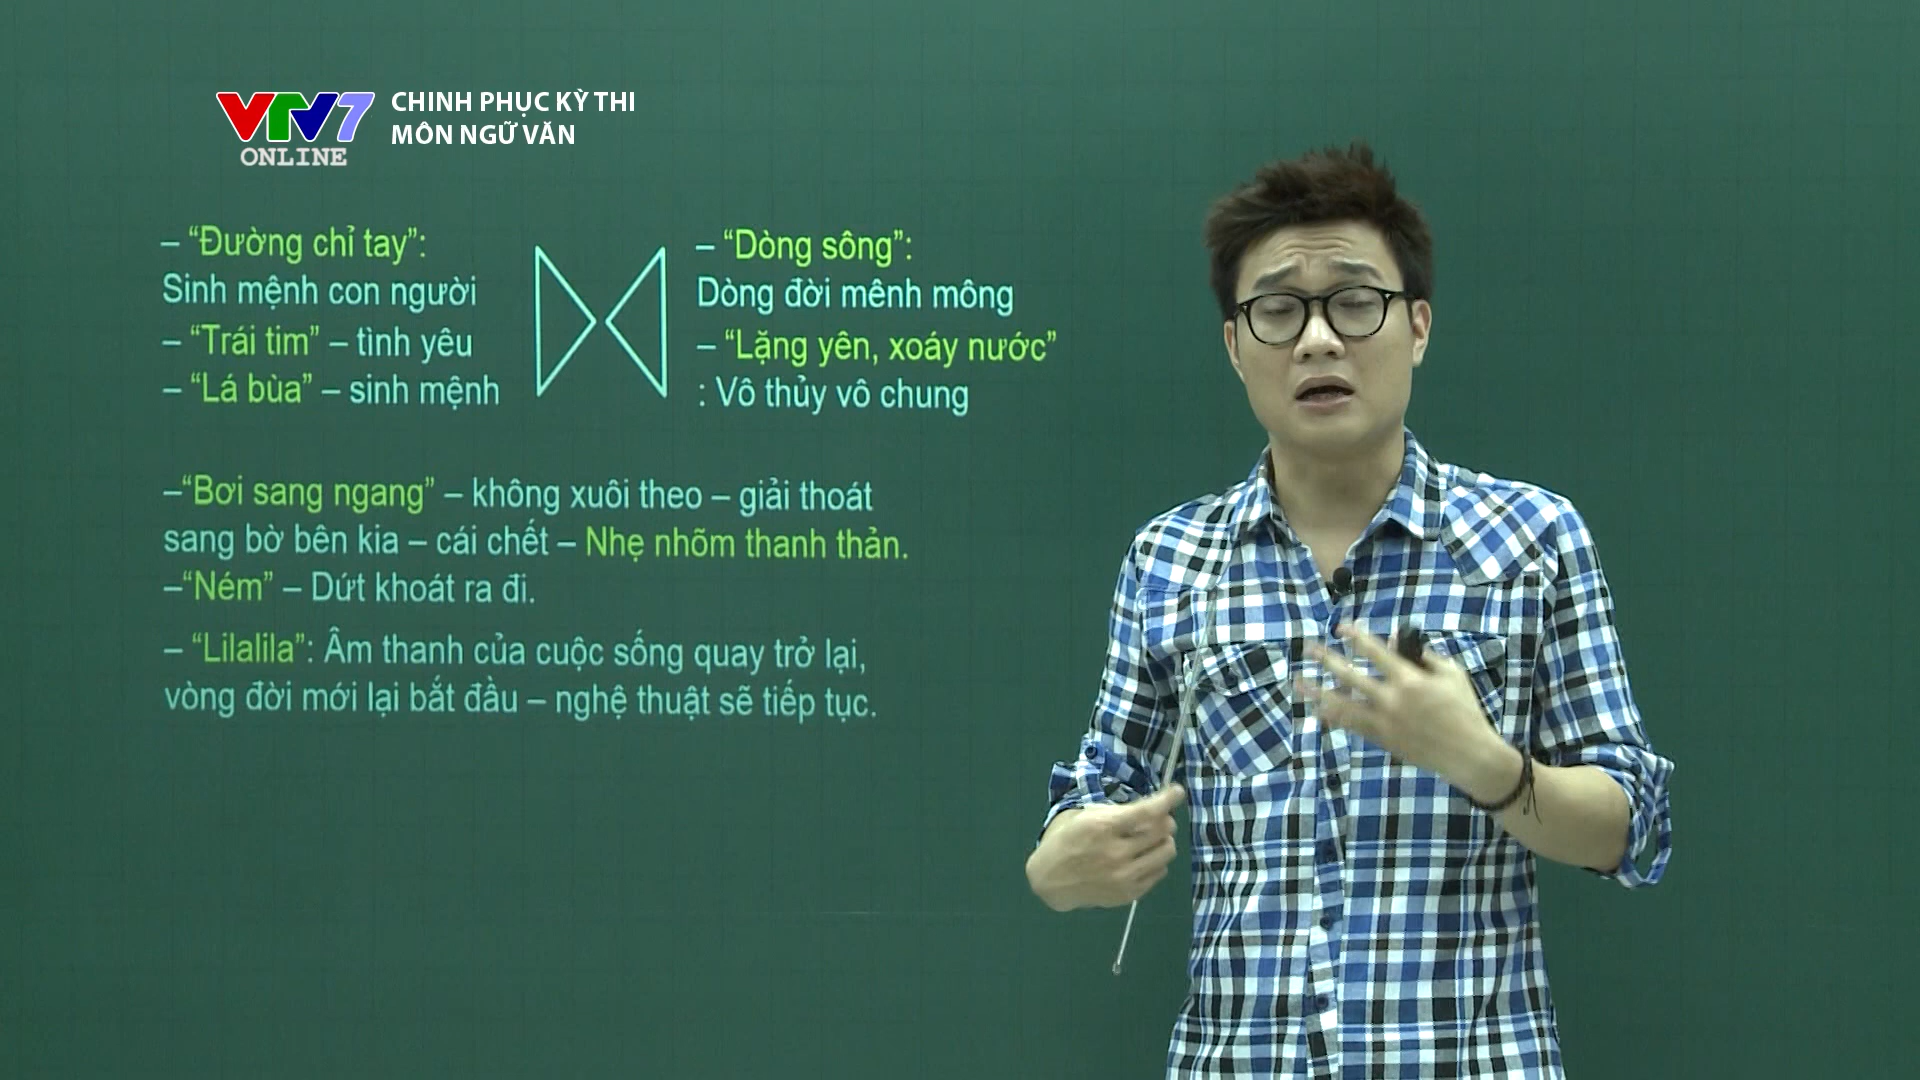 VTV7
ONLINE
CHINH PHỤC KỲ THI
MÔN NGỮ VĂN
– “Đường chỉ tay”:
Sinh mệnh con người
– “Trái tim” – tình yêu
– “Lá bùa” – sinh mệnh
– “Dòng sông”:
Dòng đời mênh mông
– “Lặng yên, xoáy nước”
: Vô thủy vô chung
–“Bơi sang ngang” – không xuôi theo – giải thoát
sang bờ bên kia – cái chết – Nhẹ nhõm thanh thản.
–“Ném” – Dứt khoát ra đi.
– “Lilalila”: Âm thanh của cuộc sống quay trở lại,
vòng đời mới lại bắt đầu – nghệ thuật sẽ tiếp tục.